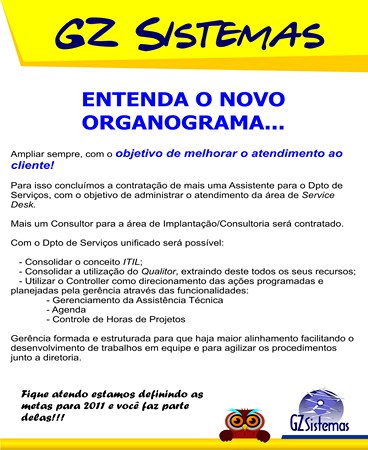 GZ SISTEMAS
ENTENDA O NOVO
ORGANOGRAMA...
Ampliar sempre, com o objetivo de melhorar o atendimento ao
cliente!
Para isso concluímos a contratação de mais uma Assistente para o Dpto de
Serviços, com o objetivo de administrar o atendimento da área de Service
Desk.
Mais um Consultor para a área de Implantação/Consultoria será contratado.
Com o Dpto de Serviços unificado será possível:
- Consolidar o conceito ITIL;
- Consolidar a utilização do Qualitor, extraindo deste todos os seus recursos;
- Utilizar o Controller como direcionamento das ações programadas e
planejadas pela gerência através das funcionalidades:
- Gerenciamento da Assistência Técnica
- Agenda
- Controle de Horas de Projetos
Gerência formada e estruturada para que haja maior alinhamento facilitando o
desenvolvimento de trabalhos em equipe e para agilizar os procedimentos
junto a diretoria.
Fique atendo estamos definindo as
metas para 2011 e você faz parte
delas!!!
GZ Sistemas